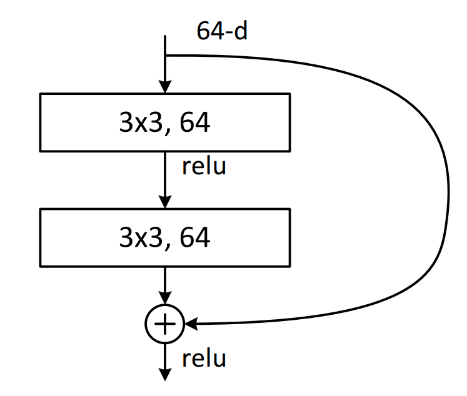 64-d
3x3, 64
relu
3x3, 64
relu